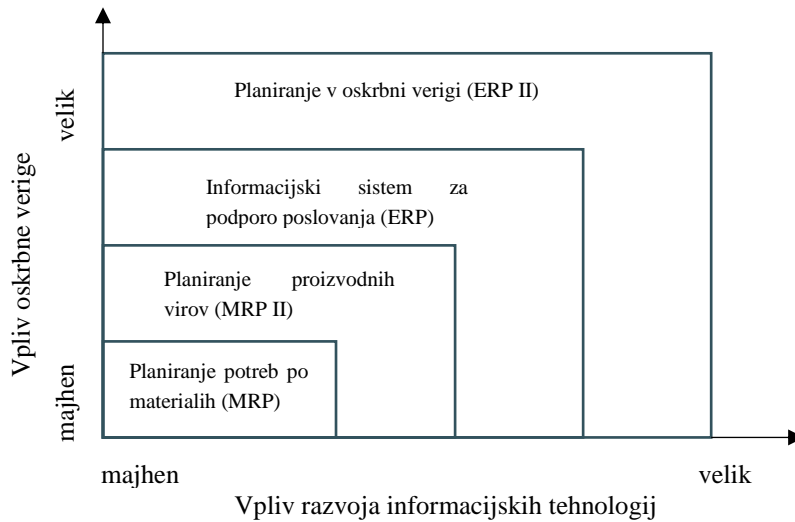 Planiranje v oskrbni verigi (ERP II)
Informacijski sistem za
podporo poslovanja (ERP)
Planiranje proizvodnih
virov (MRP II)
Planiranje potreb po
materialih (MRP)
Vpliv oskrbne verige
velik
majhen
majhen
velik
Vpliv razvoja informacijskih tehnologij